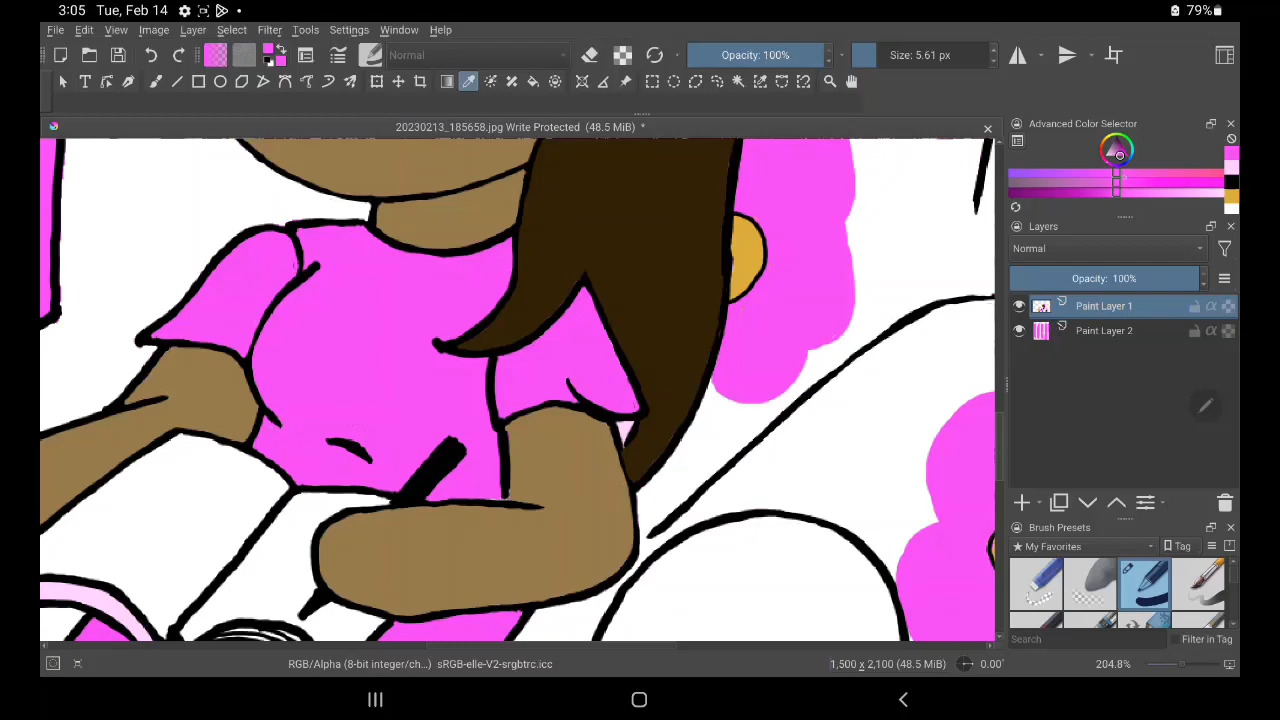 3:05 Tue, Feb 14 79%
File Edit View Image Layer Select Filter Tools Settings Window Help
Normal Opacity: 100% Size: 5.61 px
20230213_185658.jpg Write Protected (48.5 MiB) *
Advanced Color Selector
Layers
Normal
Opacity: 100%
Paint Layer 1
Paint Layer 2
Brush Presets
★ My Favorites Tag
Search Filter in Tag
RGB/Alpha (8-bit integer/ch...) sRGB-elle-V2-srgbtrc.icc 1,500 x 2,100 (48.5 MiB) 0.00° 204.8%